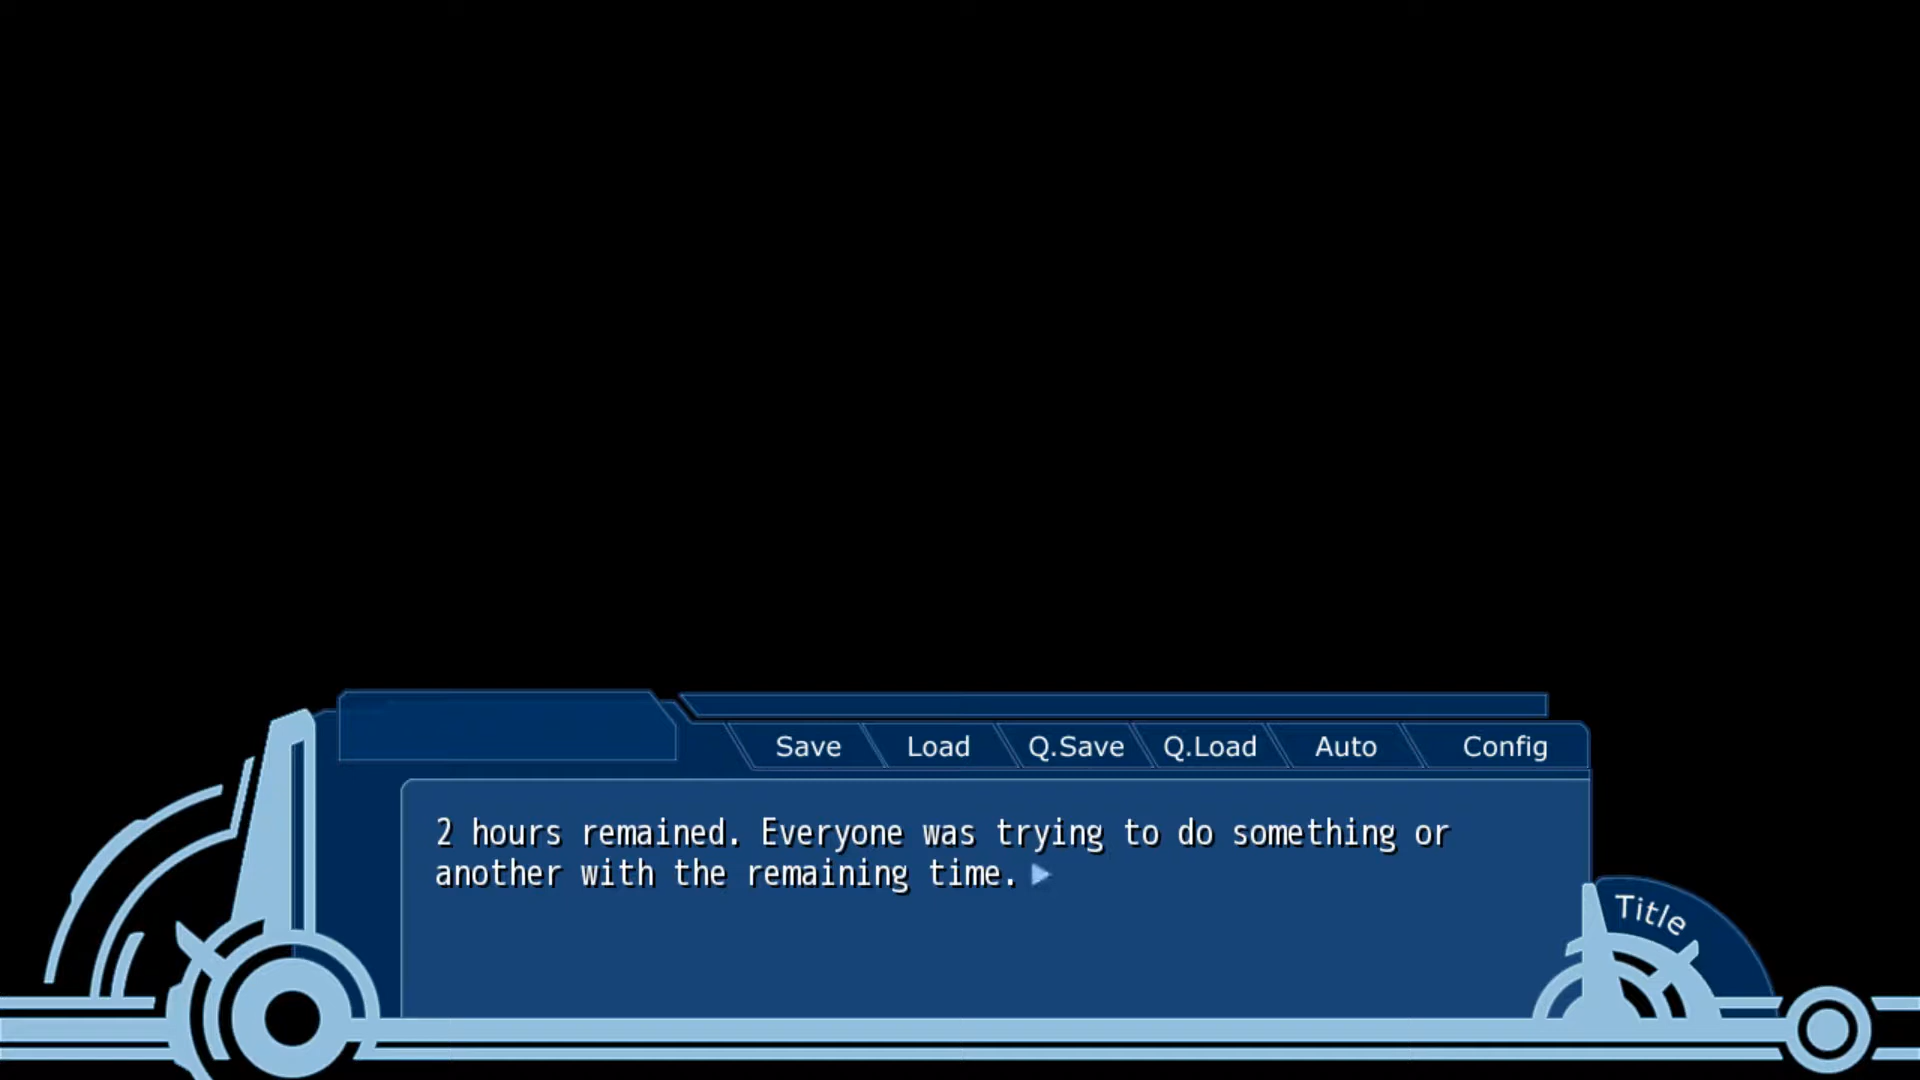 Save Load Q.Save Q.Load Auto Config
2 hours remained. Everyone was trying to do something or
another with the remaining time.
Title